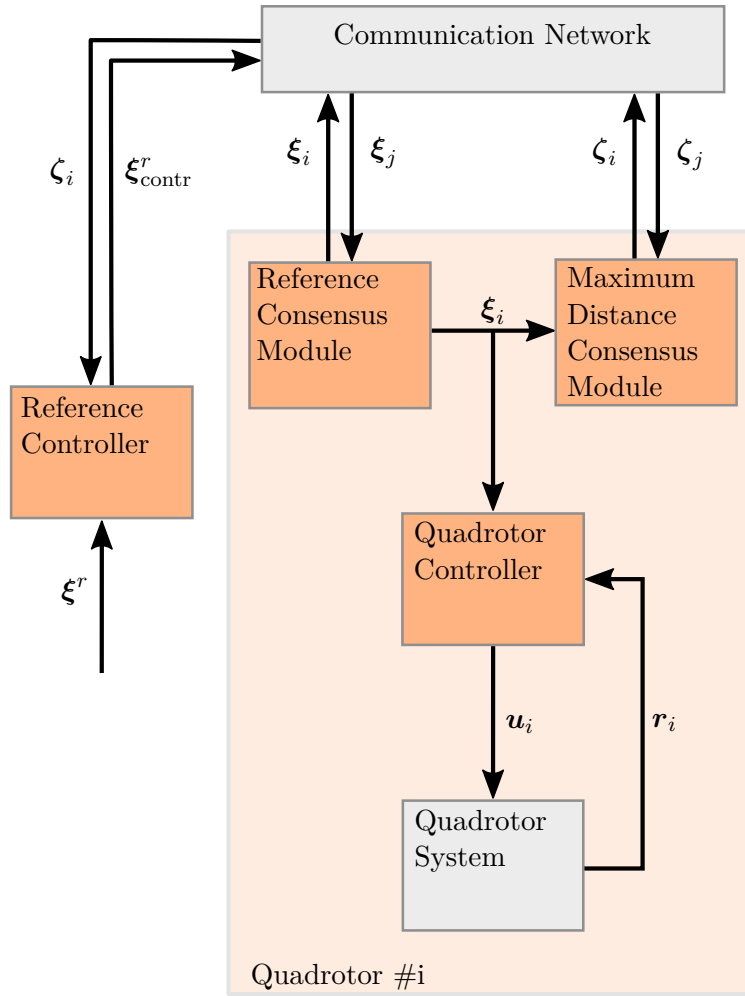 Communication Network
ζ_i
ξ^r_contr
ξ_i
ξ_j
ζ_i
ζ_j
Reference
Consensus
Module
ξ_i
Maximum
Distance
Consensus
Module
Reference
Controller
ξ^r
Quadrotor
Controller
u_i
r_i
Quadrotor
System
Quadrotor #i